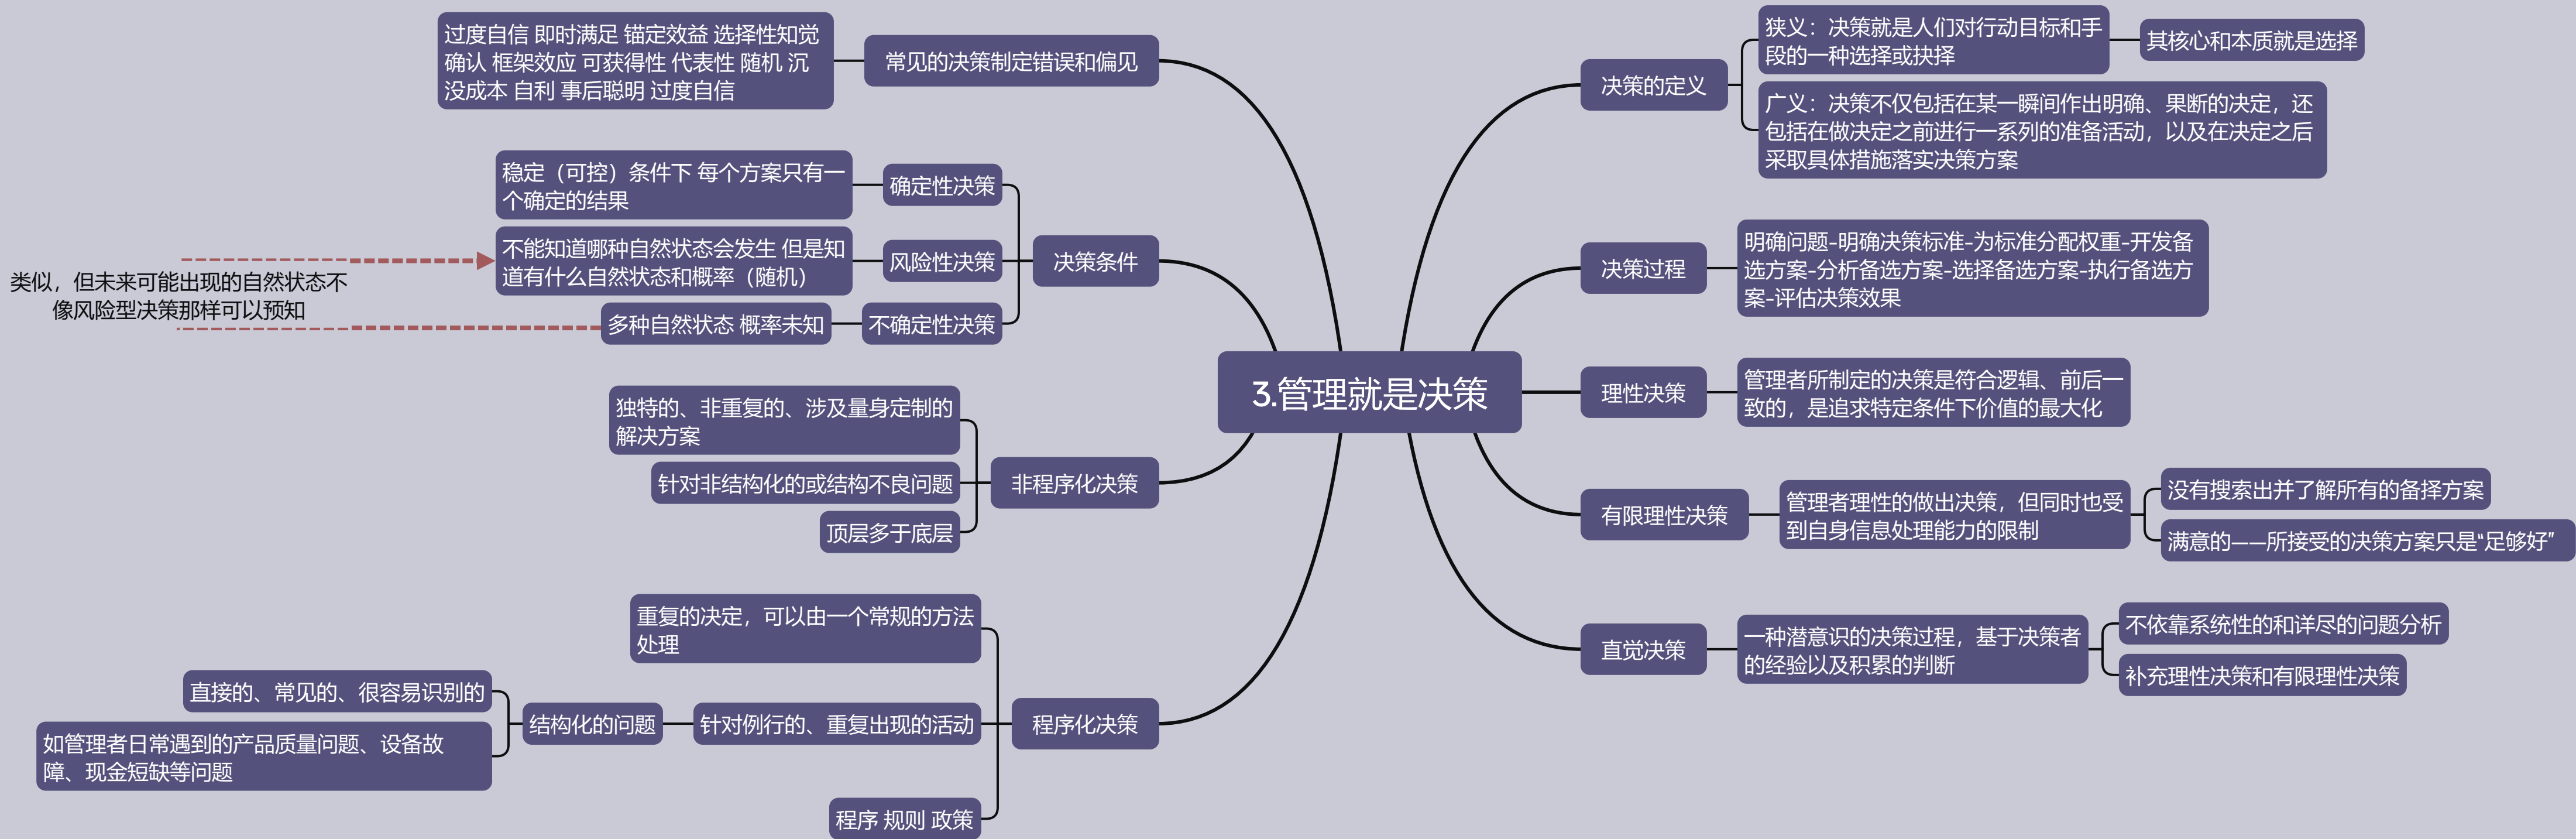 3.管理就是决策
决策的定义
狭义：决策就是人们对行动目标和手
段的一种选择或抉择
其核心和本质就是选择
广义：决策不仅包括在某一瞬间作出明确、果断的决定，还
包括在做决定之前进行一系列的准备活动，以及在决定之后
采取具体措施落实决策方案
决策过程
明确问题-明确决策标准-为标准分配权重-开发备
选方案-分析备选方案-选择备选方案-执行备选方
案-评估决策效果
理性决策
管理者所制定的决策是符合逻辑、前后一
致的，是追求特定条件下价值的最大化
有限理性决策
管理者理性的做出决策，但同时也受
到自身信息处理能力的限制
没有搜索出并了解所有的备择方案
满意的——所接受的决策方案只是“足够好”
直觉决策
一种潜意识的决策过程，基于决策者
的经验以及积累的判断
不依靠系统性的和详尽的问题分析
补充理性决策和有限理性决策
常见的决策制定错误和偏见
过度自信 即时满足 锚定效益 选择性知觉
确认 框架效应 可获得性 代表性 随机 沉
没成本 自利 事后聪明 过度自信
决策条件
确定性决策
稳定（可控）条件下 每个方案只有一
个确定的结果
风险性决策
不能知道哪种自然状态会发生 但是知
道有什么自然状态和概率（随机）
不确定性决策
多种自然状态 概率未知
类似，但未来可能出现的自然状态不
像风险型决策那样可以预知
非程序化决策
独特的、非重复的、涉及量身定制的
解决方案
针对非结构化的或结构不良问题
顶层多于底层
程序化决策
重复的决定，可以由一个常规的方法
处理
针对例行的、重复出现的活动
结构化的问题
直接的、常见的、很容易识别的
如管理者日常遇到的产品质量问题、设备故
障、现金短缺等问题
程序 规则 政策